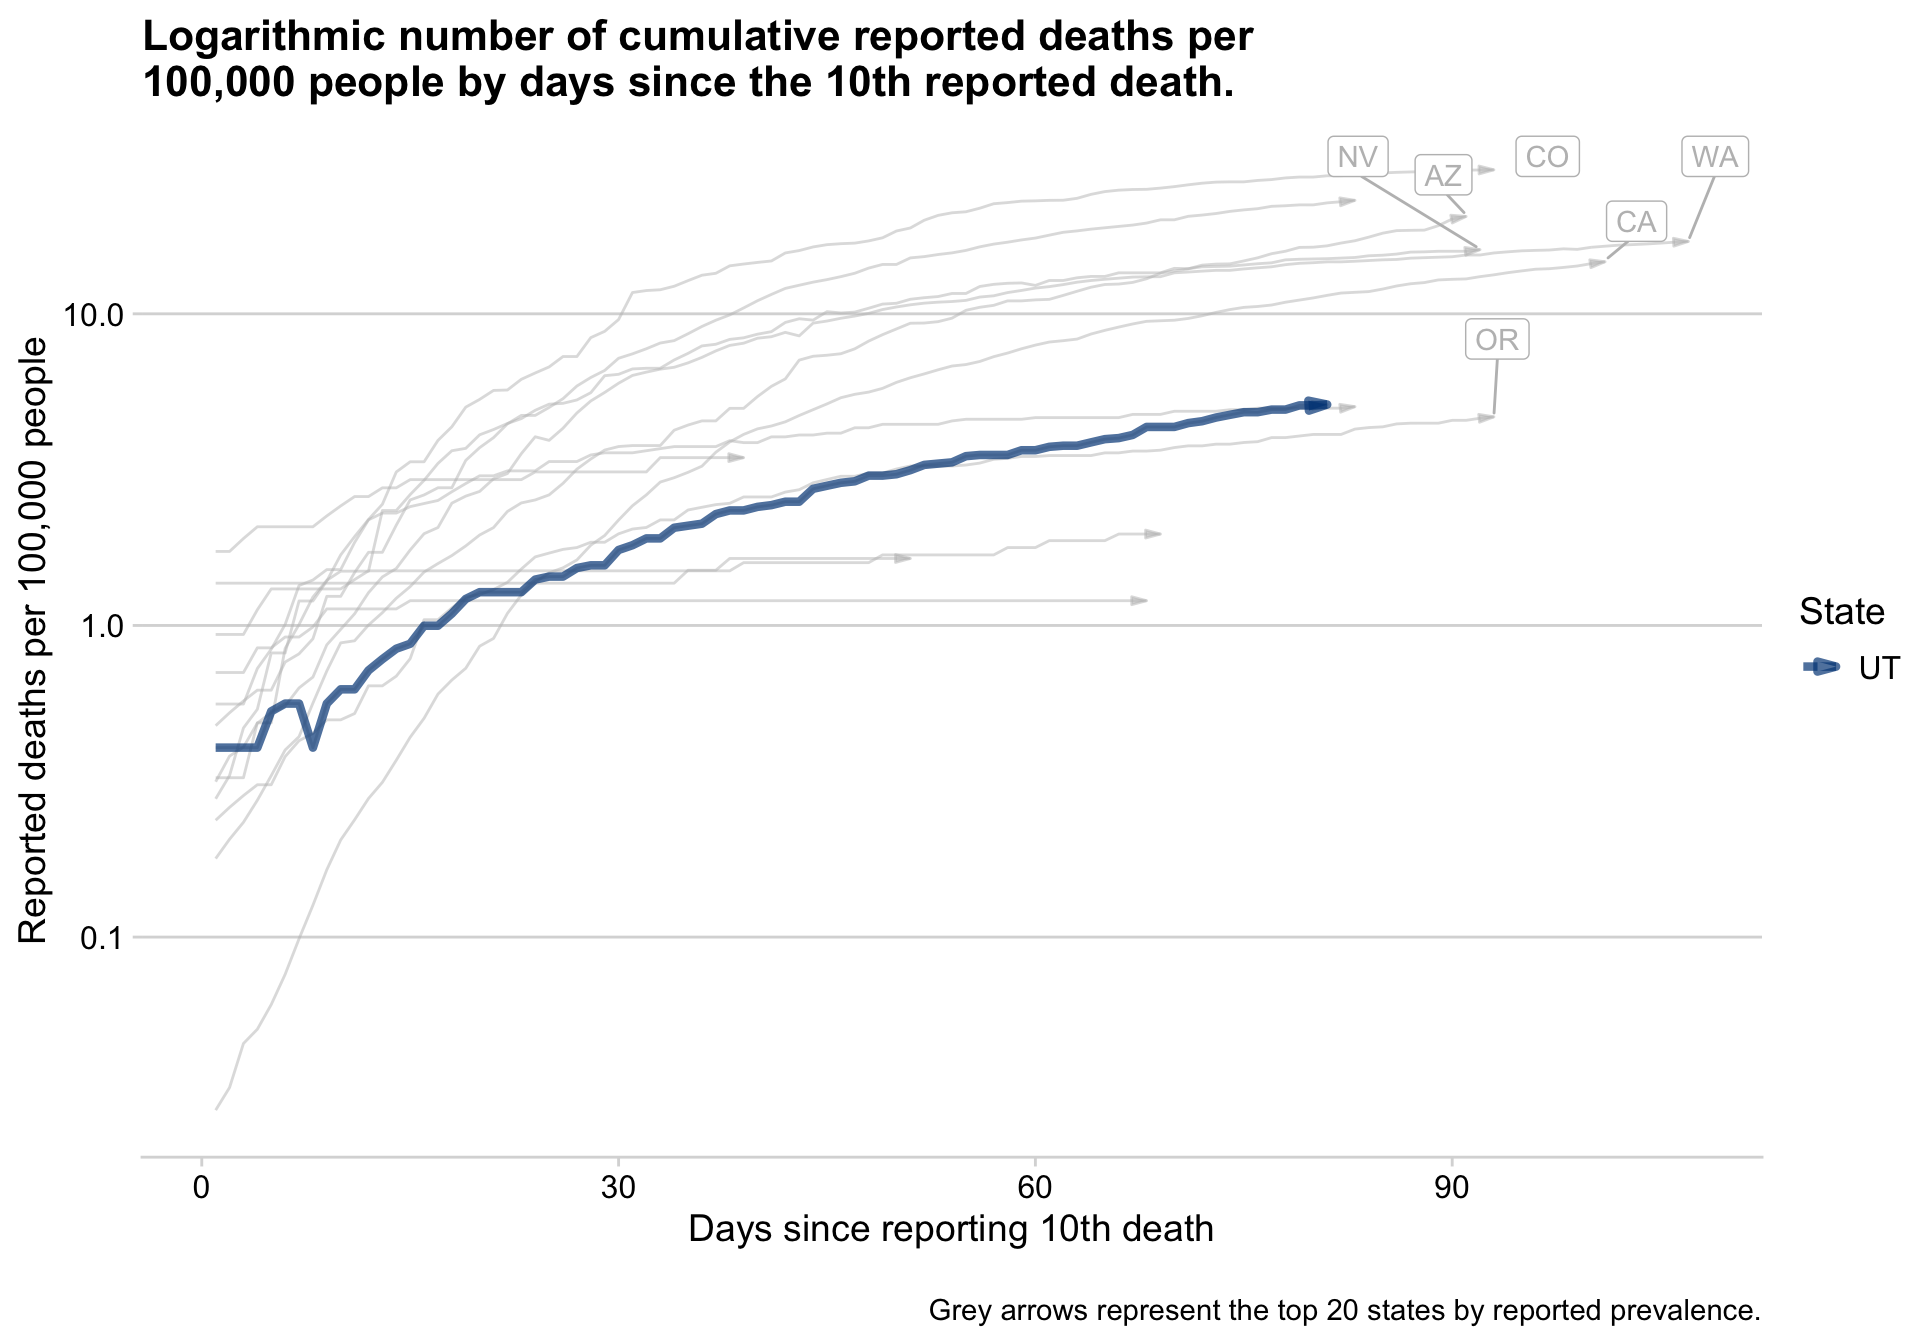 Logarithmic number of cumulative reported deaths per
100,000 people by days since the 10th reported death.
NV
AZ
CO
WA
CA
OR
10.0
1.0
0.1
Reported deaths per 100,000 people
State
UT
0
30
60
90
Days since reporting 10th death
Grey arrows represent the top 20 states by reported prevalence.